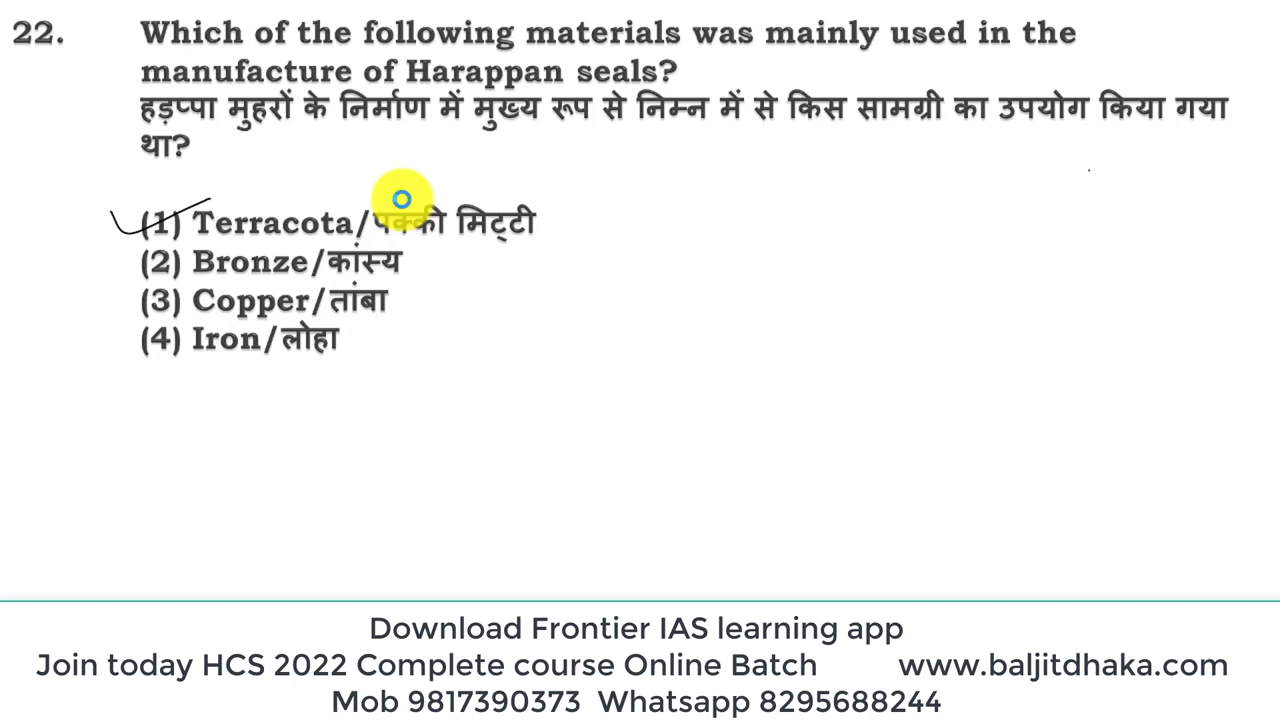 22. Which of the following materials was mainly used in the
manufacture of Harappan seals?
हड़प्पा मुहरों के निर्माण में मुख्य रूप से निम्न में से किस सामग्री का उपयोग किया गया
था?
(1) Terracota/पक्की मिट्टी
(2) Bronze/कांस्य
(3) Copper/तांबा
(4) Iron/लोहा
Download Frontier IAS learning app
Join today HCS 2022 Complete course Online Batch www.baljitdhaka.com
Mob 9817390373 Whatsapp 8295688244